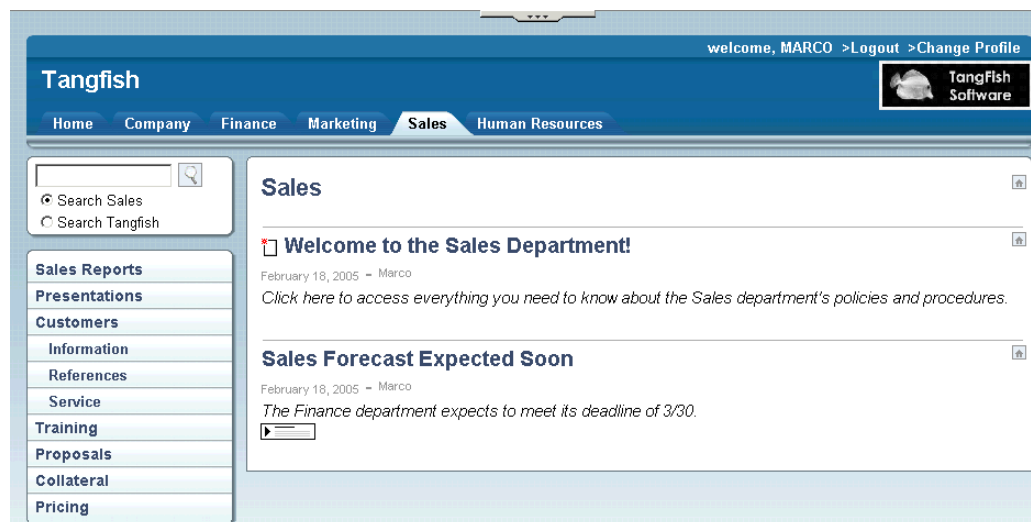 welcome, MARCO >Logout >Change Profile
Tangfish
TangFish
Software
Home Company Finance Marketing Sales Human Resources
Search Sales
Search Tangfish
Sales Reports
Presentations
Customers
Information
References
Service
Training
Proposals
Collateral
Pricing
Sales
Welcome to the Sales Department!
February 18, 2005 - Marco
Click here to access everything you need to know about the Sales department's policies and procedures.
Sales Forecast Expected Soon
February 18, 2005 - Marco
The Finance department expects to meet its deadline of 3/30.